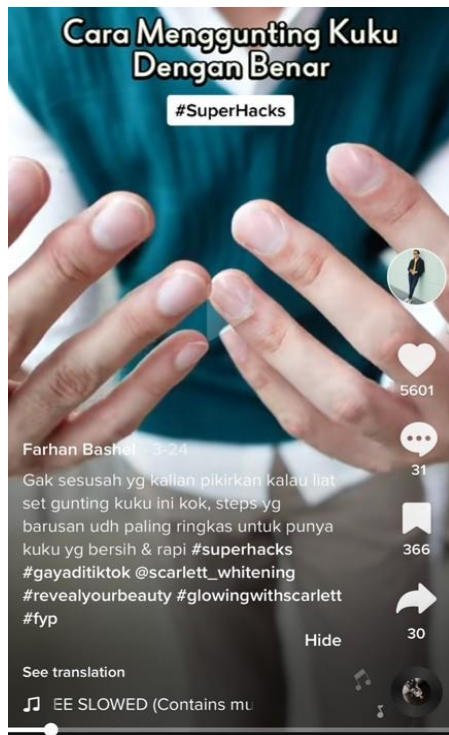 Cara Menggunting Kuku
Dengan Benar
#SuperHacks
5601
31
366
30
Farhan Bashel · 3-24
Gak sesusah yg kalian pikirkan kalau liat
set gunting kuku ini kok, steps yg
barusan udh paling ringkas untuk punya
kuku yg bersih & rapi #superhacks
#gayaditiktok @scarlett_whitening
#revealyourbeauty #glowingwithscarlett
#fyp
Hide
See translation
EE SLOWED (Contains mu